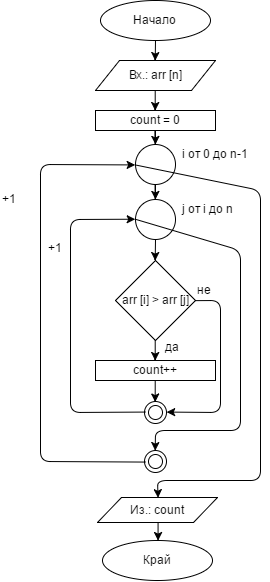 Начало
Вх.: arr [n]
count = 0
i от 0 до n-1
+1
j от i до n
+1
не
arr [i] > arr [j]
да
count++
Из.: count
Край